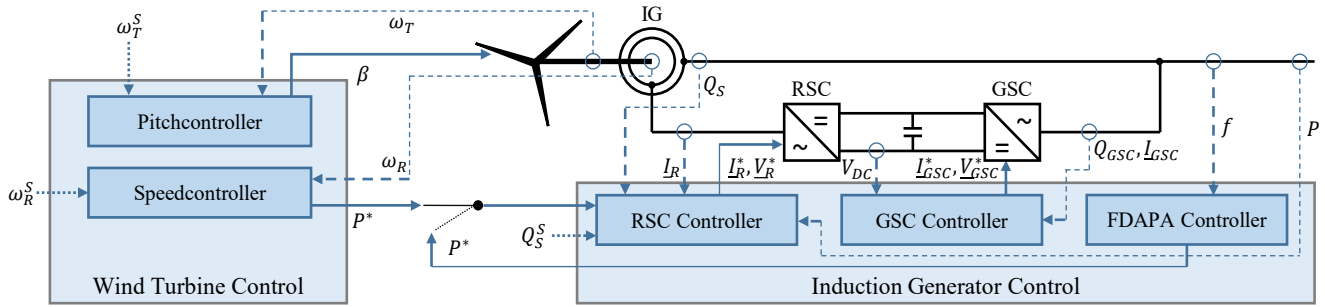 ω_T^S
ω_T
IG
β
Q_S
RSC
GSC
=
~
~
=
f
P
Pitchcontroller
ω_R
I_R
I_R^*, V_R^*
V_DC
I_GSC^*, V_GSC^*
Q_GSC, I_GSC
ω_R^S
Speedcontroller
P*
RSC Controller
GSC Controller
FDAPA Controller
Q_S^S
P*
Wind Turbine Control
Induction Generator Control